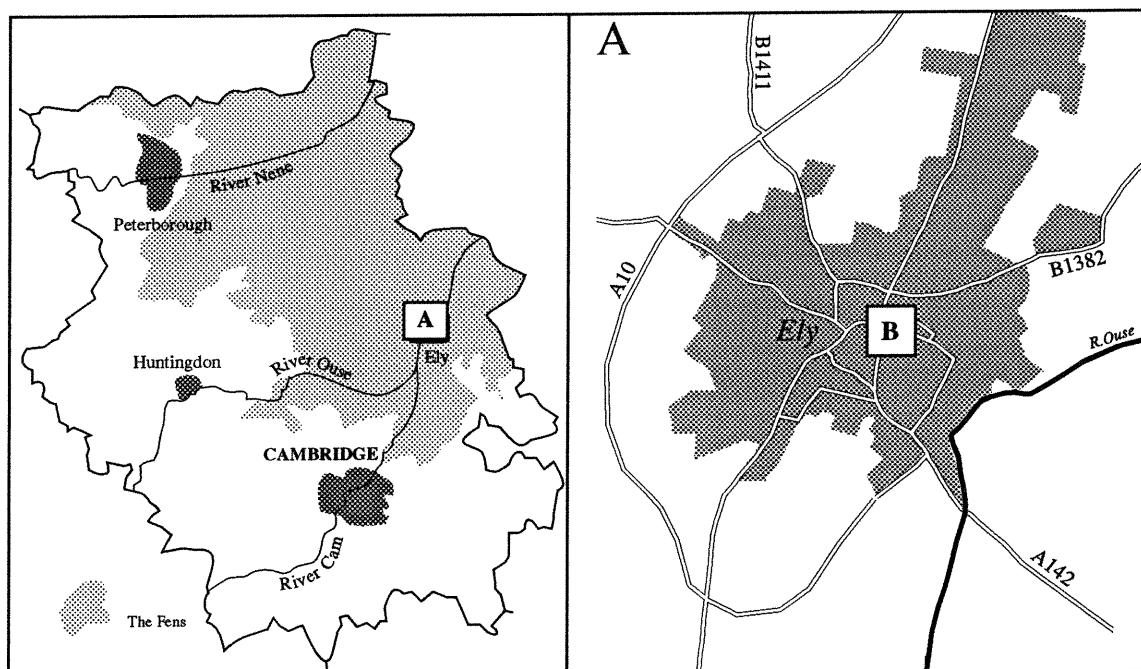 River Nene
Peterborough
A
Ely
Huntingdon
River Ouse
CAMBRIDGE
River Cam
The Fens
A
B1411
A10
B1382
Ely
B
R.Ouse
A142